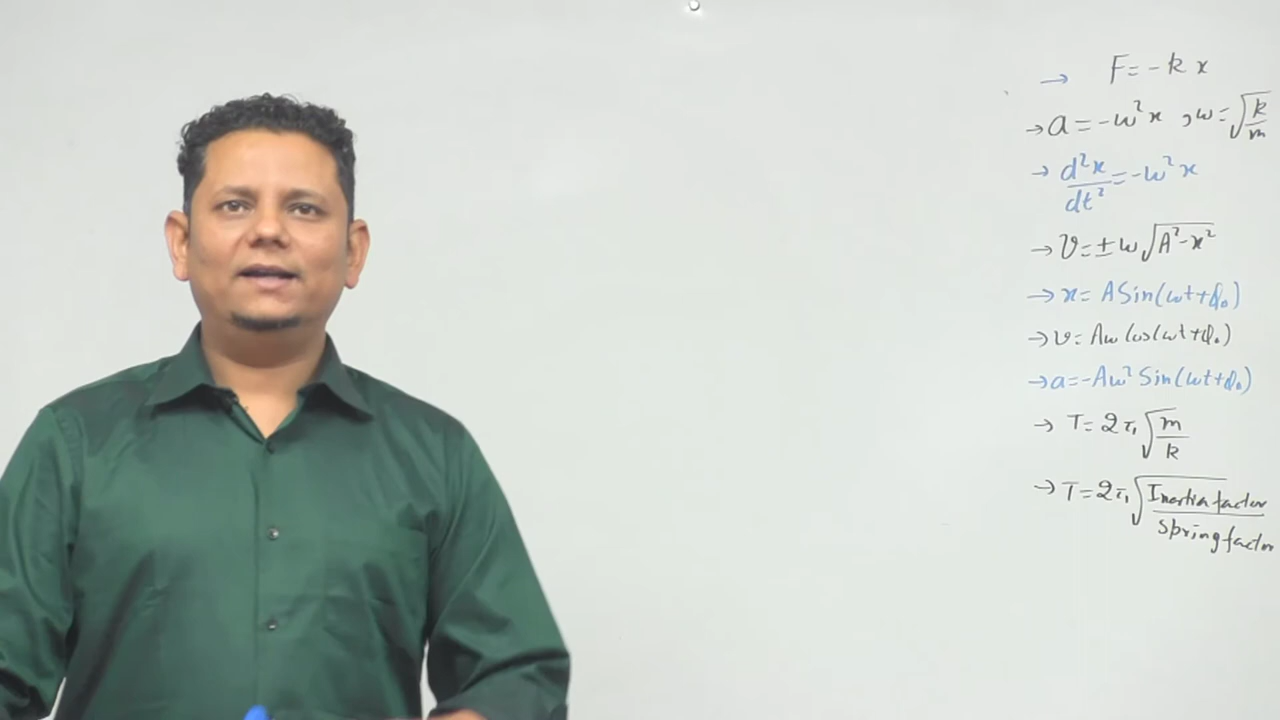 → F = -kx
→ a = -ω²x , ω = √(k/m)
→ d²x/dt² = -ω²x
→ v = ±ω√(A²-x²)
→ x = A Sin(ωt+φ₀)
→ v = Aω Cos(ωt+φ₀)
→ a = -Aω² Sin(ωt+φ₀)
→ T = 2π√(m/k)
→ T = 2π√(Inertia factor/Spring factor)